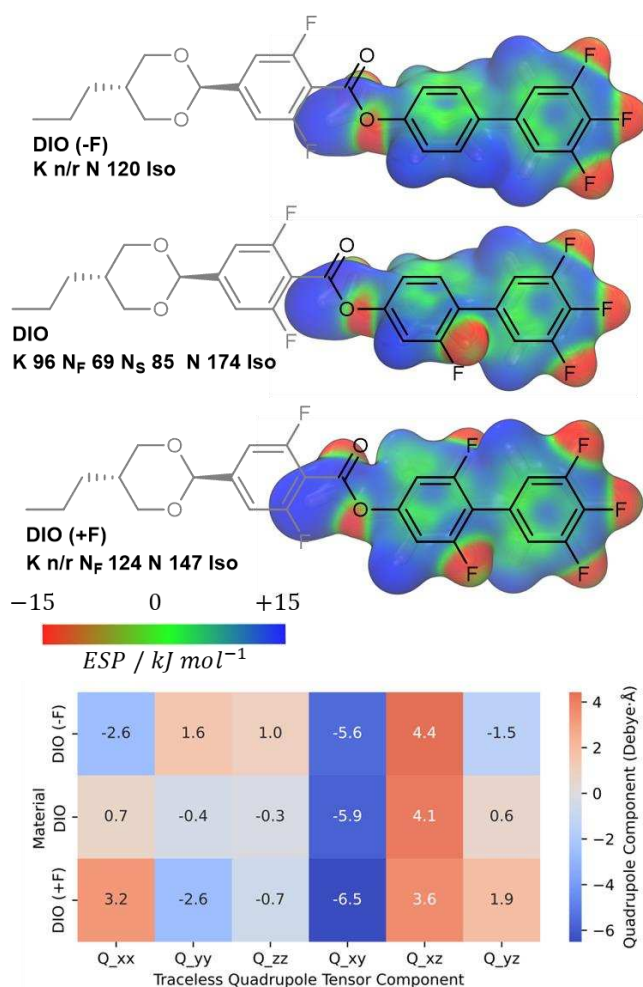 F
O
O
O
O
F
F
F
F
DIO (-F)
K n/r N 120 Iso
F
O
O
O
O
F
F
F
F
F
DIO
K 96 N_F 69 N_S 85 N 174 Iso
F
O
O
O
O
F
F
F
F
F
F
DIO (+F)
K n/r N_F 124 N 147 Iso
−15 0 +15
ESP / kJ mol⁻¹
Material
DIO (-F) -2.6 1.6 1.0 -5.6 4.4 -1.5
DIO 0.7 -0.4 -0.3 -5.9 4.1 0.6
DIO (+F) 3.2 -2.6 -0.7 -6.5 3.6 1.9
Q_xx Q_yy Q_zz Q_xy Q_xz Q_yz
Traceless Quadrupole Tensor Component
4
2
0
−2
−4
−6
Quadrupole Component (Debye·Å)